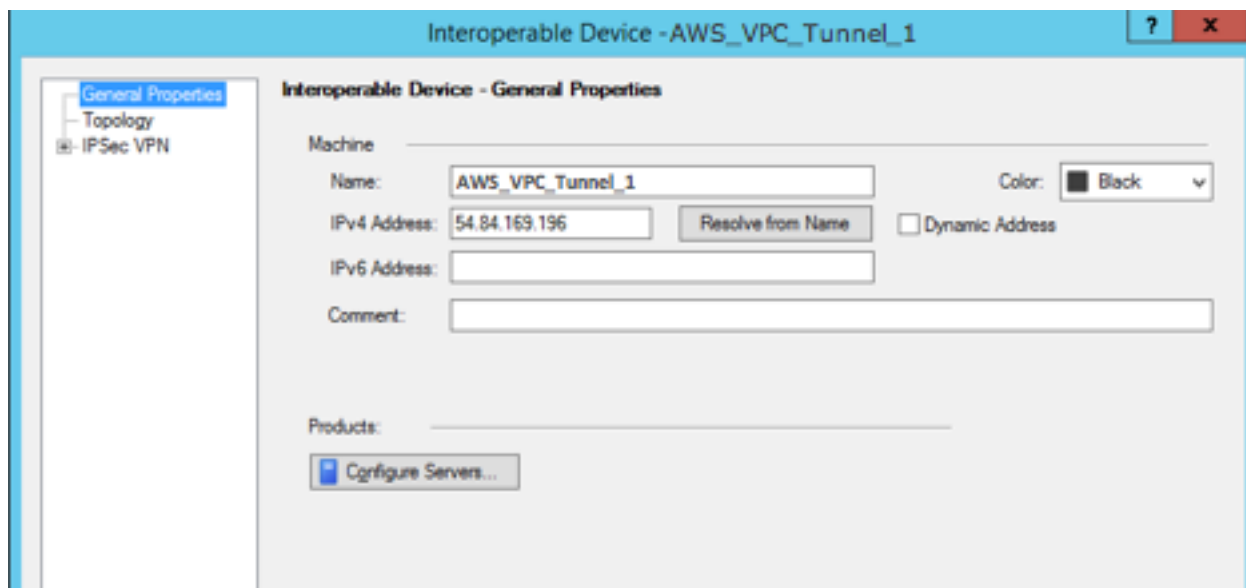 Interoperable Device -AWS_VPC_Tunnel_1 ? x
General Properties
Topology
IPSec VPN
Interoperable Device - General Properties
Machine
Name: AWS_VPC_Tunnel_1 Color: Black
IPv4 Address: 54.84.169.196 Resolve from Name Dynamic Address
IPv6 Address:
Comment:
Products:
Configure Servers...